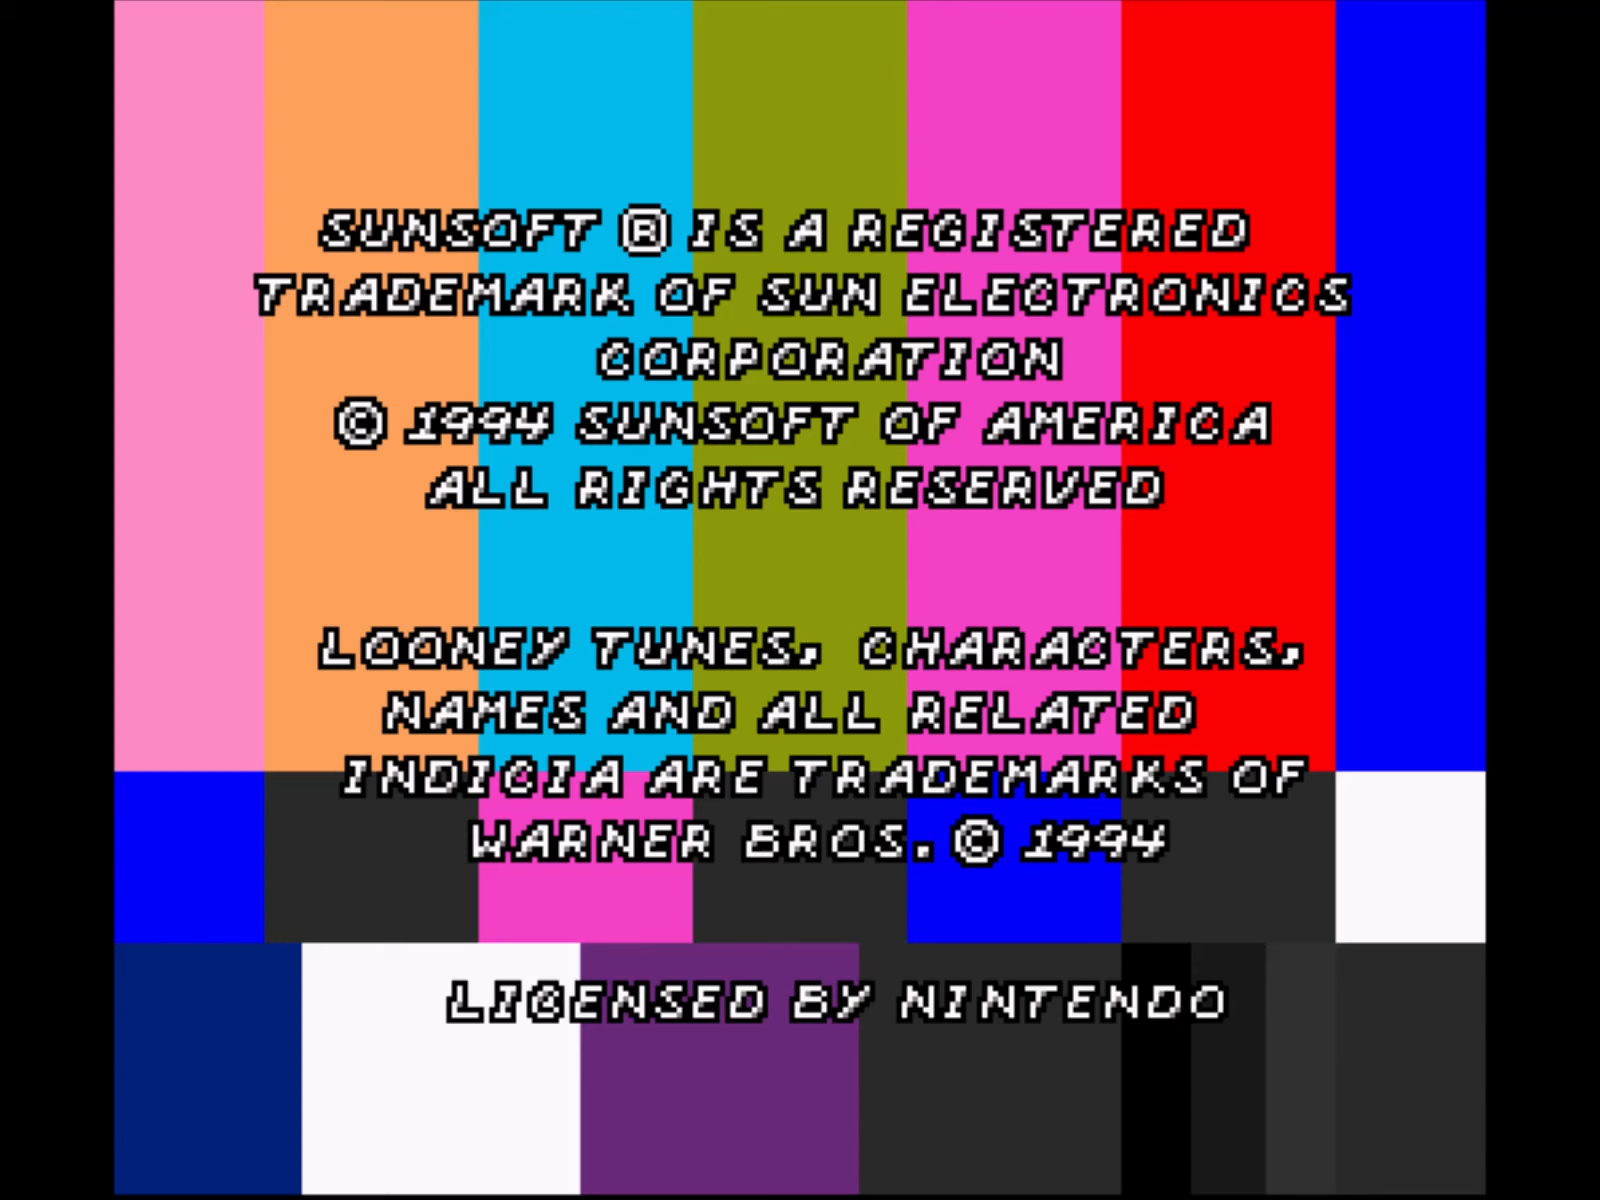 SUNSOFT ® IS A REGISTERED
TRADEMARK OF SUN ELECTRONICS
CORPORATION
© 1994 SUNSOFT OF AMERICA
ALL RIGHTS RESERVED
LOONEY TUNES, CHARACTERS,
NAMES AND ALL RELATED
INDICIA ARE TRADEMARKS OF
WARNER BROS. © 1994
LICENSED BY NINTENDO